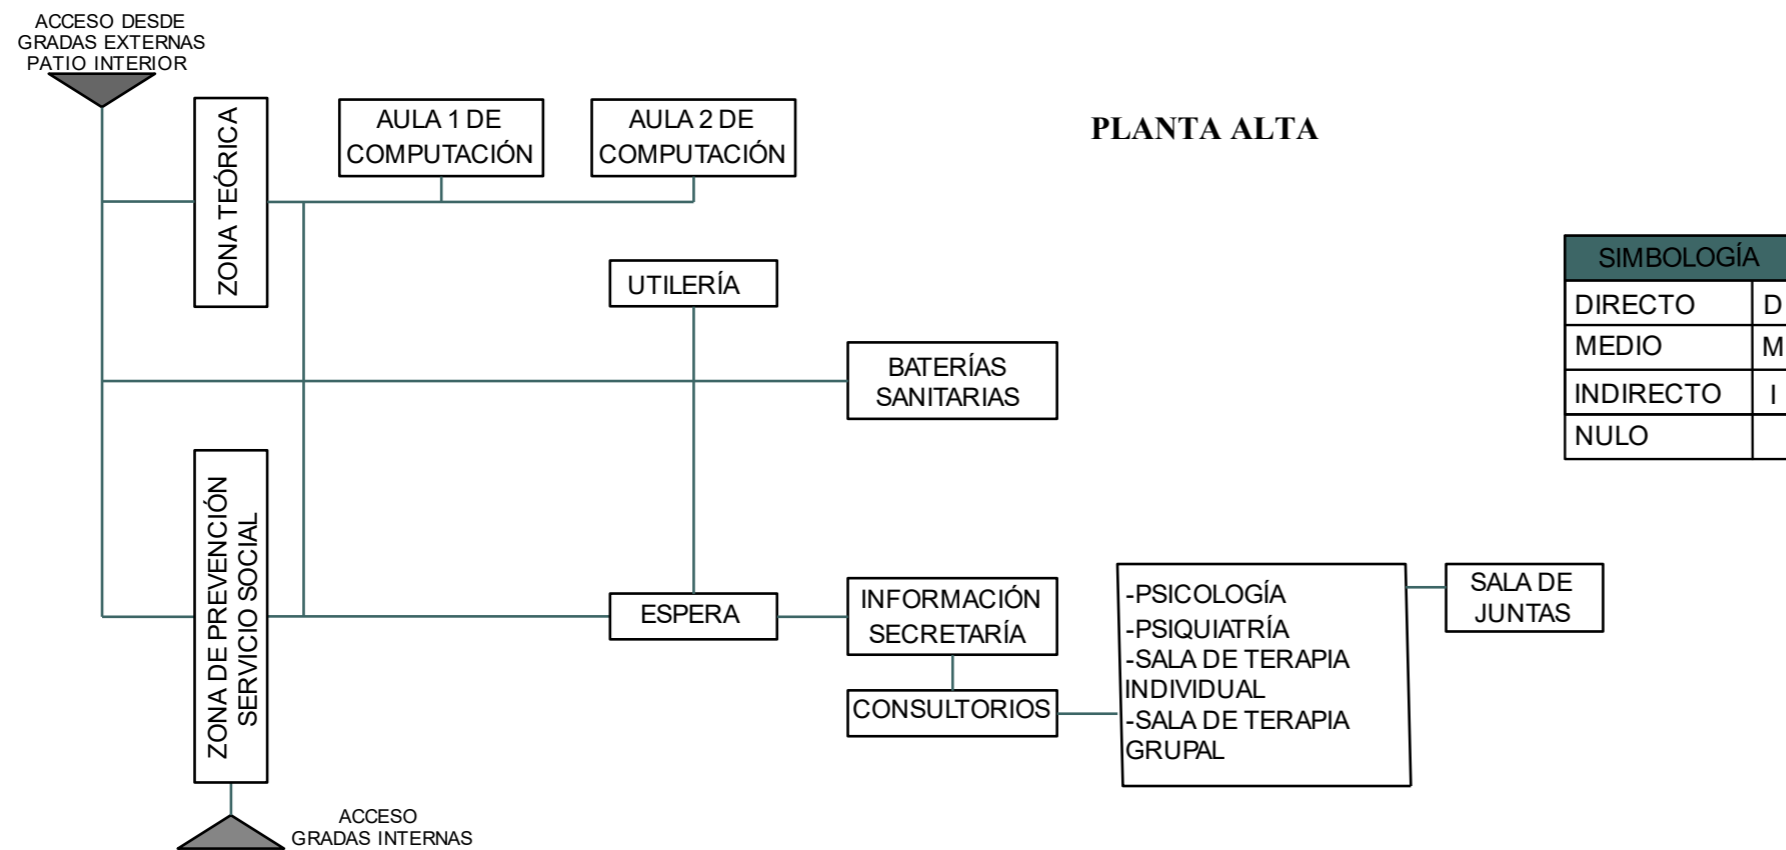 ACCESO DESDE
GRADAS EXTERNAS
PATIO INTERIOR
ZONA TEÓRICA
AULA 1 DE
COMPUTACIÓN
AULA 2 DE
COMPUTACIÓN
PLANTA ALTA
UTILERÍA
BATERÍAS
SANITARIAS
SIMBOLOGÍA
DIRECTO D
MEDIO M
INDIRECTO I
NULO
ZONA DE PREVENCIÓN
SERVICIO SOCIAL
ESPERA
INFORMACIÓN
SECRETARÍA
CONSULTORIOS
-PSICOLOGÍA
-PSIQUIATRÍA
-SALA DE TERAPIA
INDIVIDUAL
-SALA DE TERAPIA
GRUPAL
SALA DE
JUNTAS
ACCESO
GRADAS INTERNAS